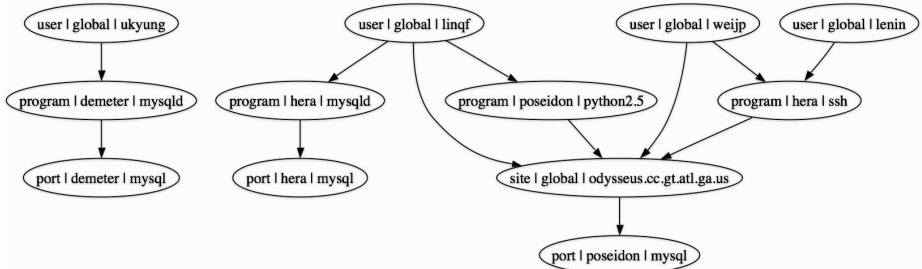 user | global | ukyung
user | global | linqf
user | global | weijp
user | global | lenin
program | demeter | mysqld
program | hera | mysqld
program | poseidon | python2.5
program | hera | ssh
port | demeter | mysql
port | hera | mysql
site | global | odysseus.cc.gt.atl.ga.us
port | poseidon | mysql